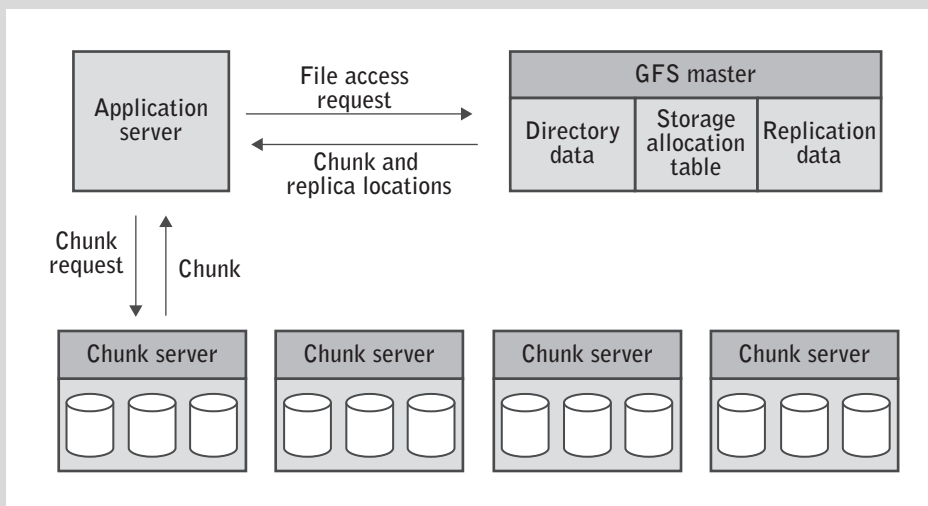 Application
server
File access
request
Chunk and
replica locations
GFS master
Directory
data
Storage
allocation
table
Replication
data
Chunk
request
Chunk
Chunk server
Chunk server
Chunk server
Chunk server